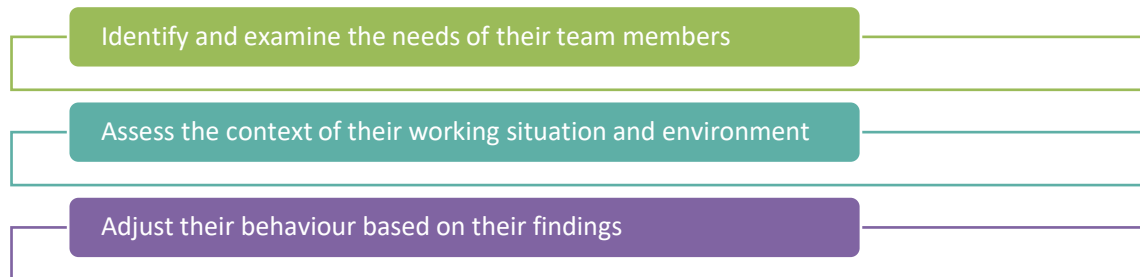 Identify and examine the needs of their team members
Assess the context of their working situation and environment
Adjust their behaviour based on their findings